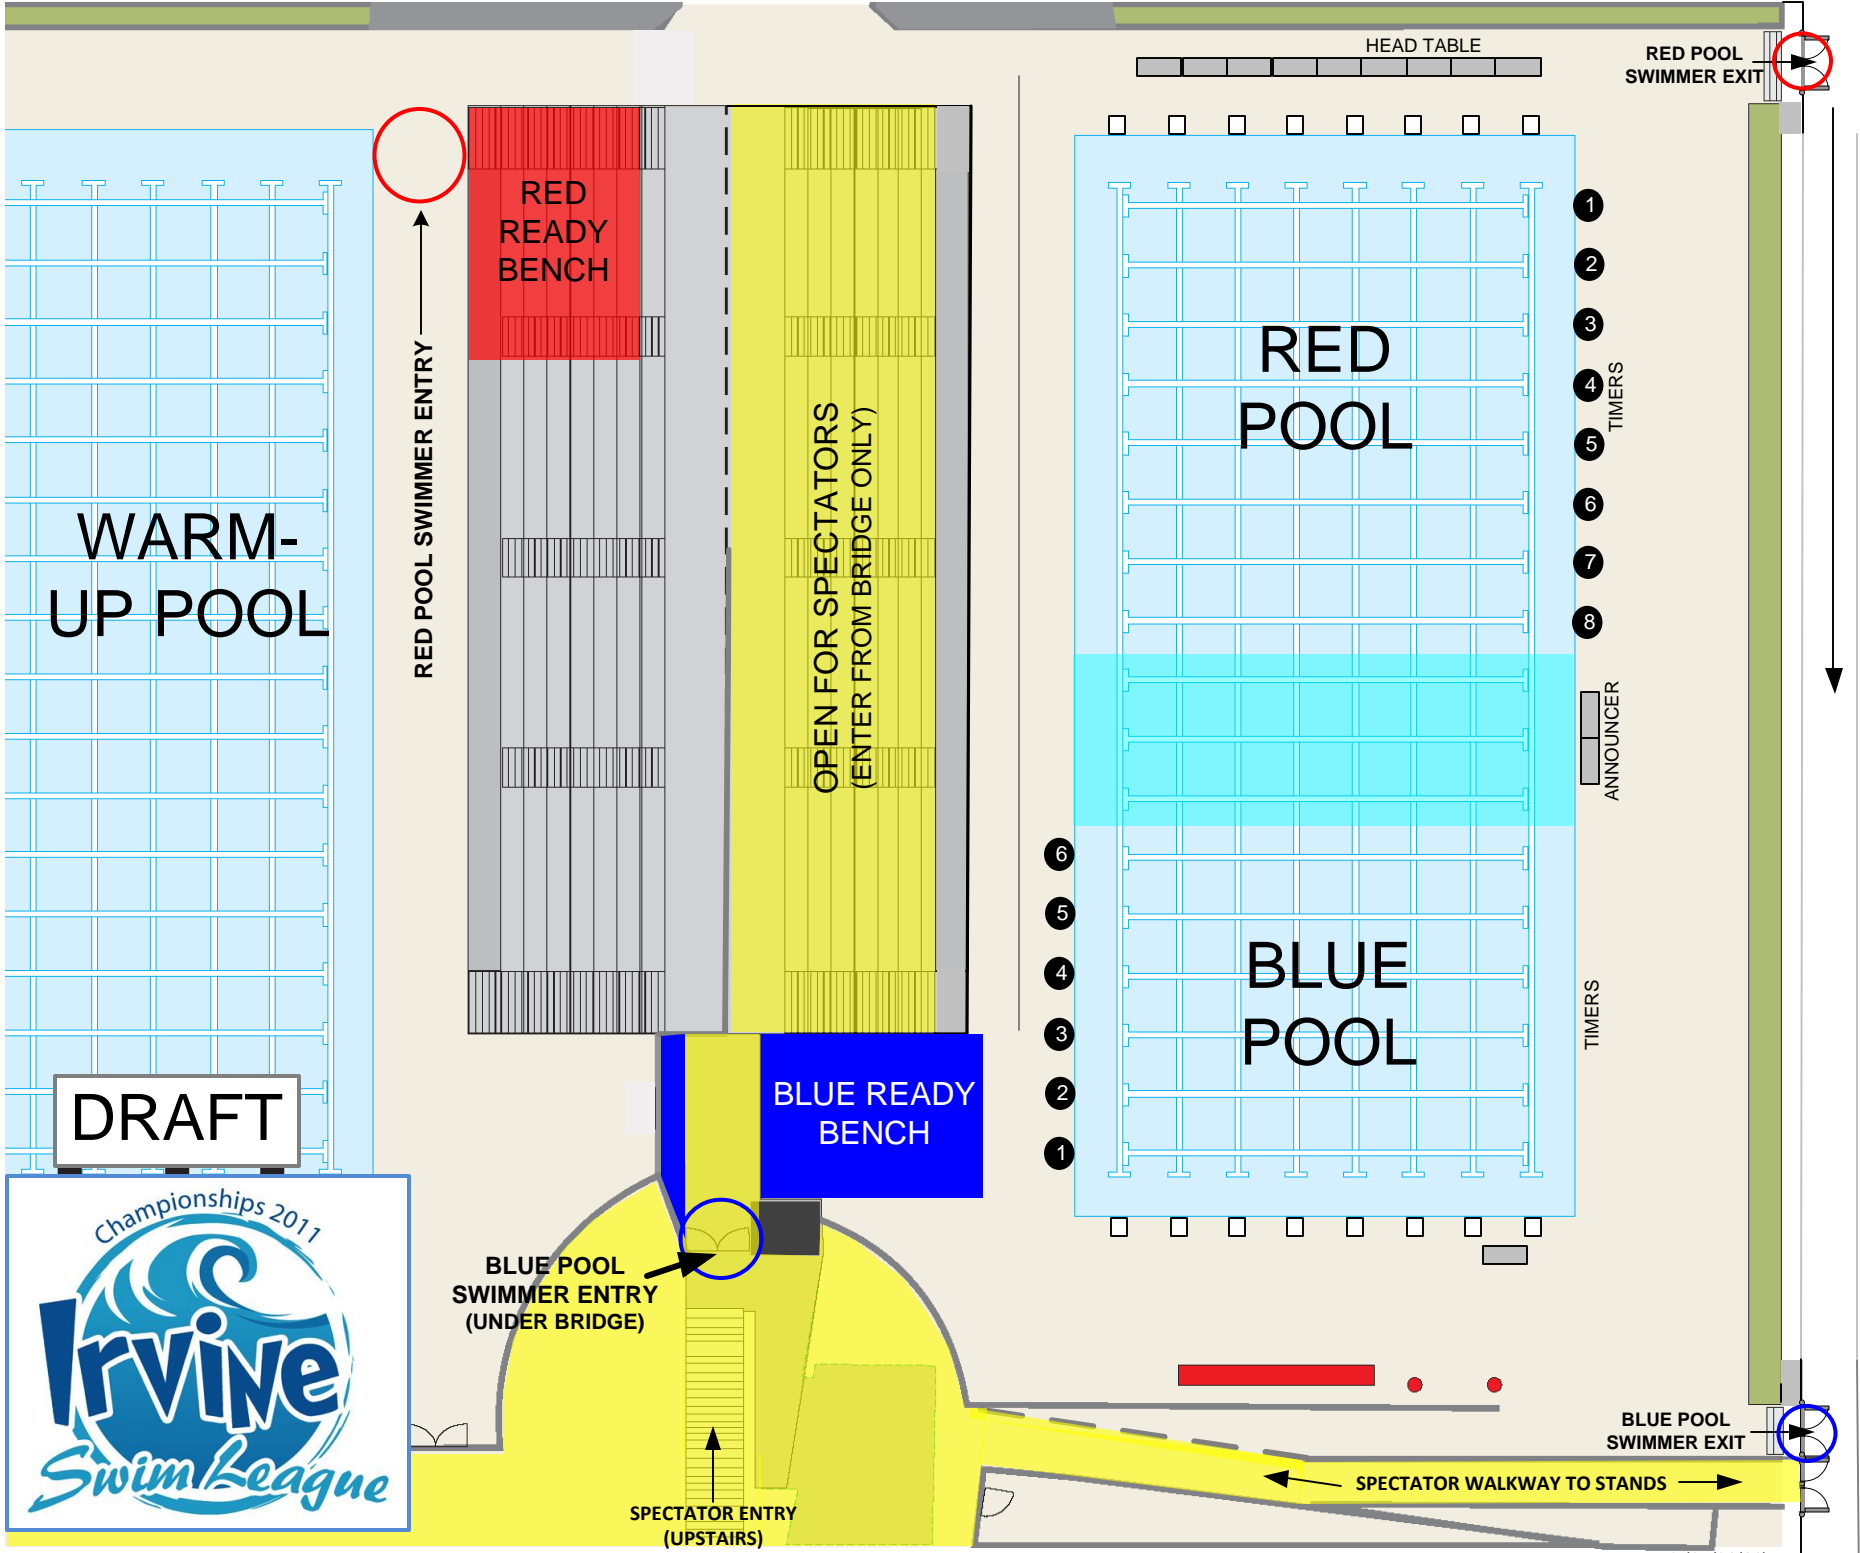 HEAD TABLE
RED POOL
SWIMMER EXIT
RED
READY
BENCH
RED POOL SWIMMER ENTRY
WARM-
UP POOL
OPEN FOR SPECTATORS
(ENTER FROM BRIDGE ONLY)
RED
POOL
1
2
3
4
5
6
7
8
TIMERS
ANNOUNCER
6
5
4
3
2
1
BLUE
POOL
TIMERS
BLUE READY
BENCH
DRAFT
Championships 2011
Irvine
Swim League
BLUE POOL
SWIMMER ENTRY
(UNDER BRIDGE)
SPECTATOR ENTRY
(UPSTAIRS)
BLUE POOL
SWIMMER EXIT
SPECTATOR WALKWAY TO STANDS